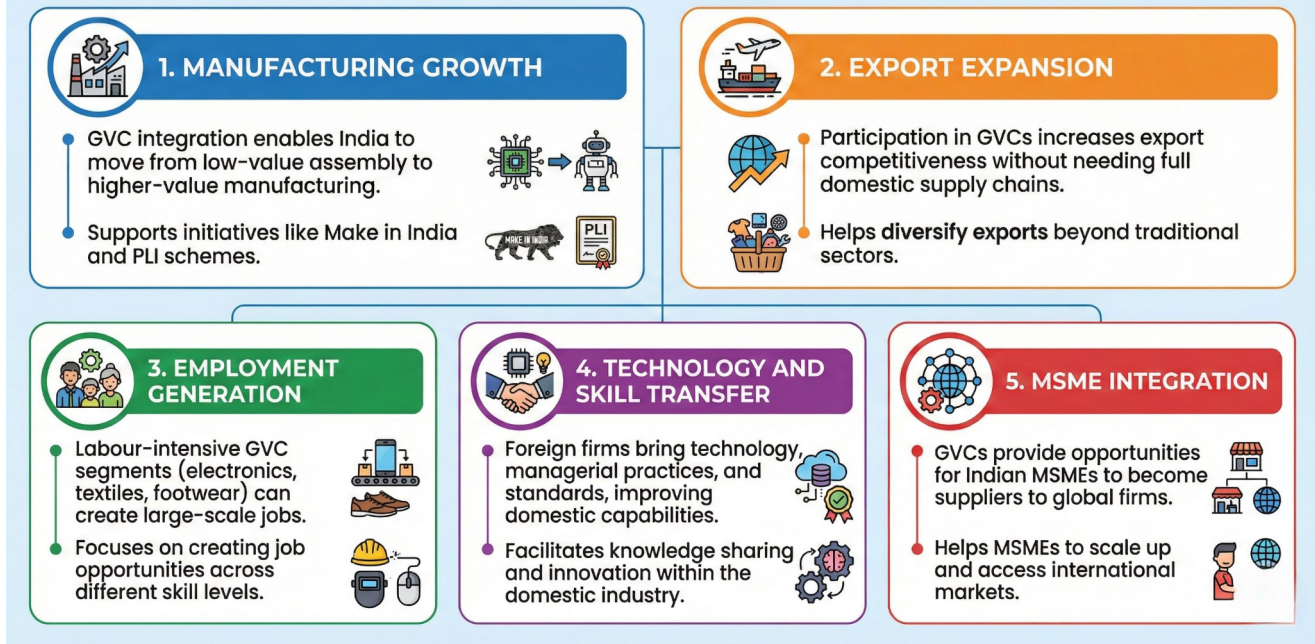 1. MANUFACTURING GROWTH
GVC integration enables India to
move from low-value assembly to
higher-value manufacturing.
Supports initiatives like Make in India
and PLI schemes.
MAKE IN INDIA
PLI
2. EXPORT EXPANSION
Participation in GVCs increases export
competitiveness without needing full
domestic supply chains.
Helps diversify exports beyond traditional
sectors.
3. EMPLOYMENT
GENERATION
Labour-intensive GVC
segments (electronics,
textiles, footwear) can
create large-scale jobs.
Focuses on creating job
opportunities across
different skill levels.
4. TECHNOLOGY AND
SKILL TRANSFER
Foreign firms bring technology,
managerial practices, and
standards, improving
domestic capabilities.
Facilitates knowledge sharing
and innovation within the
domestic industry.
5. MSME INTEGRATION
GVCs provide opportunities
for Indian MSMEs to become
suppliers to global firms.
Helps MSMEs to scale up
and access international
markets.